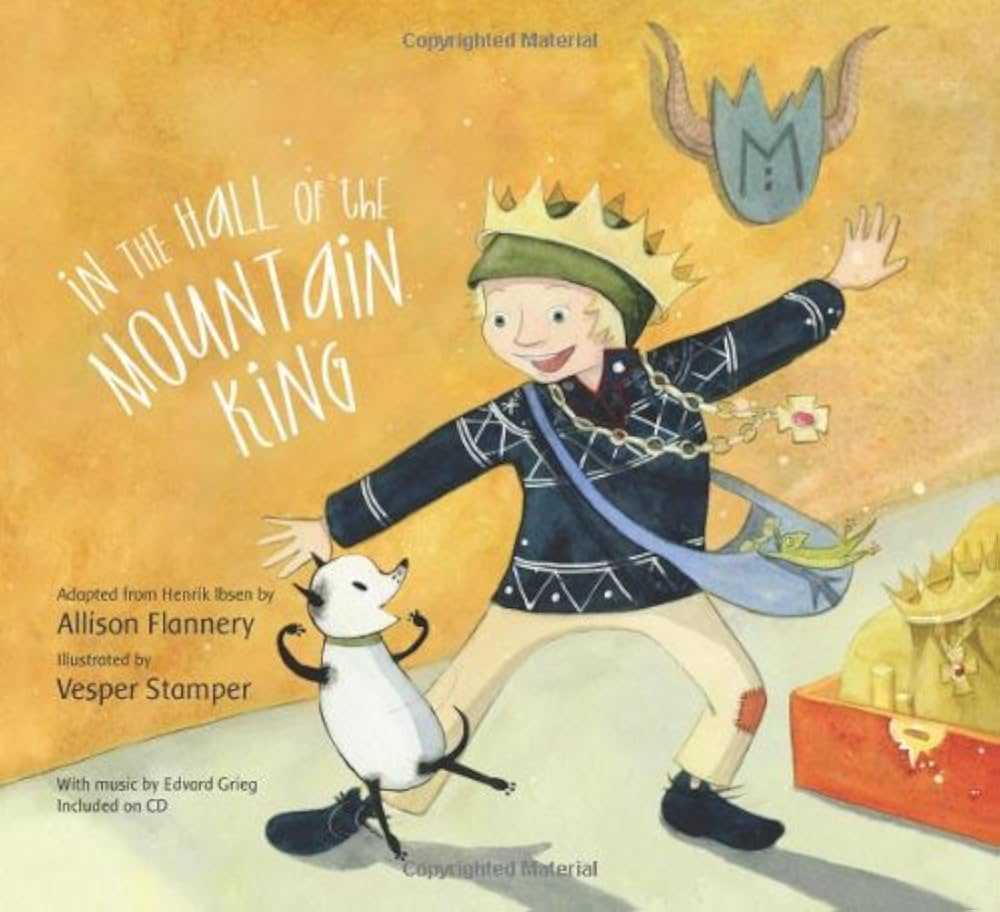 Copyrighted Material
M
iN THE HaLL OF thE
MOUNTaiN
KiNG
Adapted from Henrik Ibsen by
Allison Flannery
Illustrated by
Vesper Stamper
With music by Edvard Grieg
Included on CD
Copyrighted Material